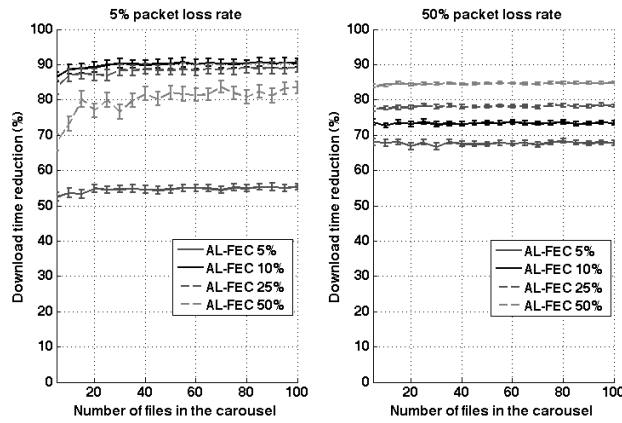 5% packet loss rate
100
90
80
70
60
50
40
30
20
10
0
Download time reduction (%)
AL-FEC 5%
AL-FEC 10%
AL-FEC 25%
AL-FEC 50%
20
40
60
80
100
Number of files in the carousel
50% packet loss rate
100
90
80
70
60
50
40
30
20
10
0
Download time reduction (%)
AL-FEC 5%
AL-FEC 10%
AL-FEC 25%
AL-FEC 50%
20
40
60
80
100
Number of files in the carousel